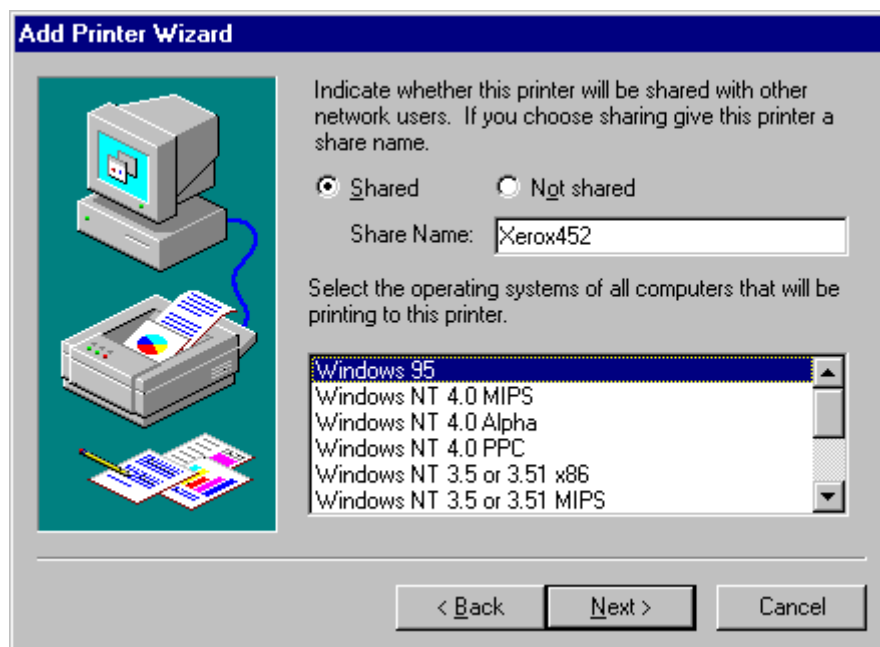 Add Printer Wizard
Indicate whether this printer will be shared with other
network users.  If you choose sharing give this printer a
share name.
Shared Not shared
Share Name: Xerox452
Select the operating systems of all computers that will be
printing to this printer.
Windows 95
Windows NT 4.0 MIPS
Windows NT 4.0 Alpha
Windows NT 4.0 PPC
Windows NT 3.5 or 3.51 x86
Windows NT 3.5 or 3.51 MIPS
< Back Next > Cancel